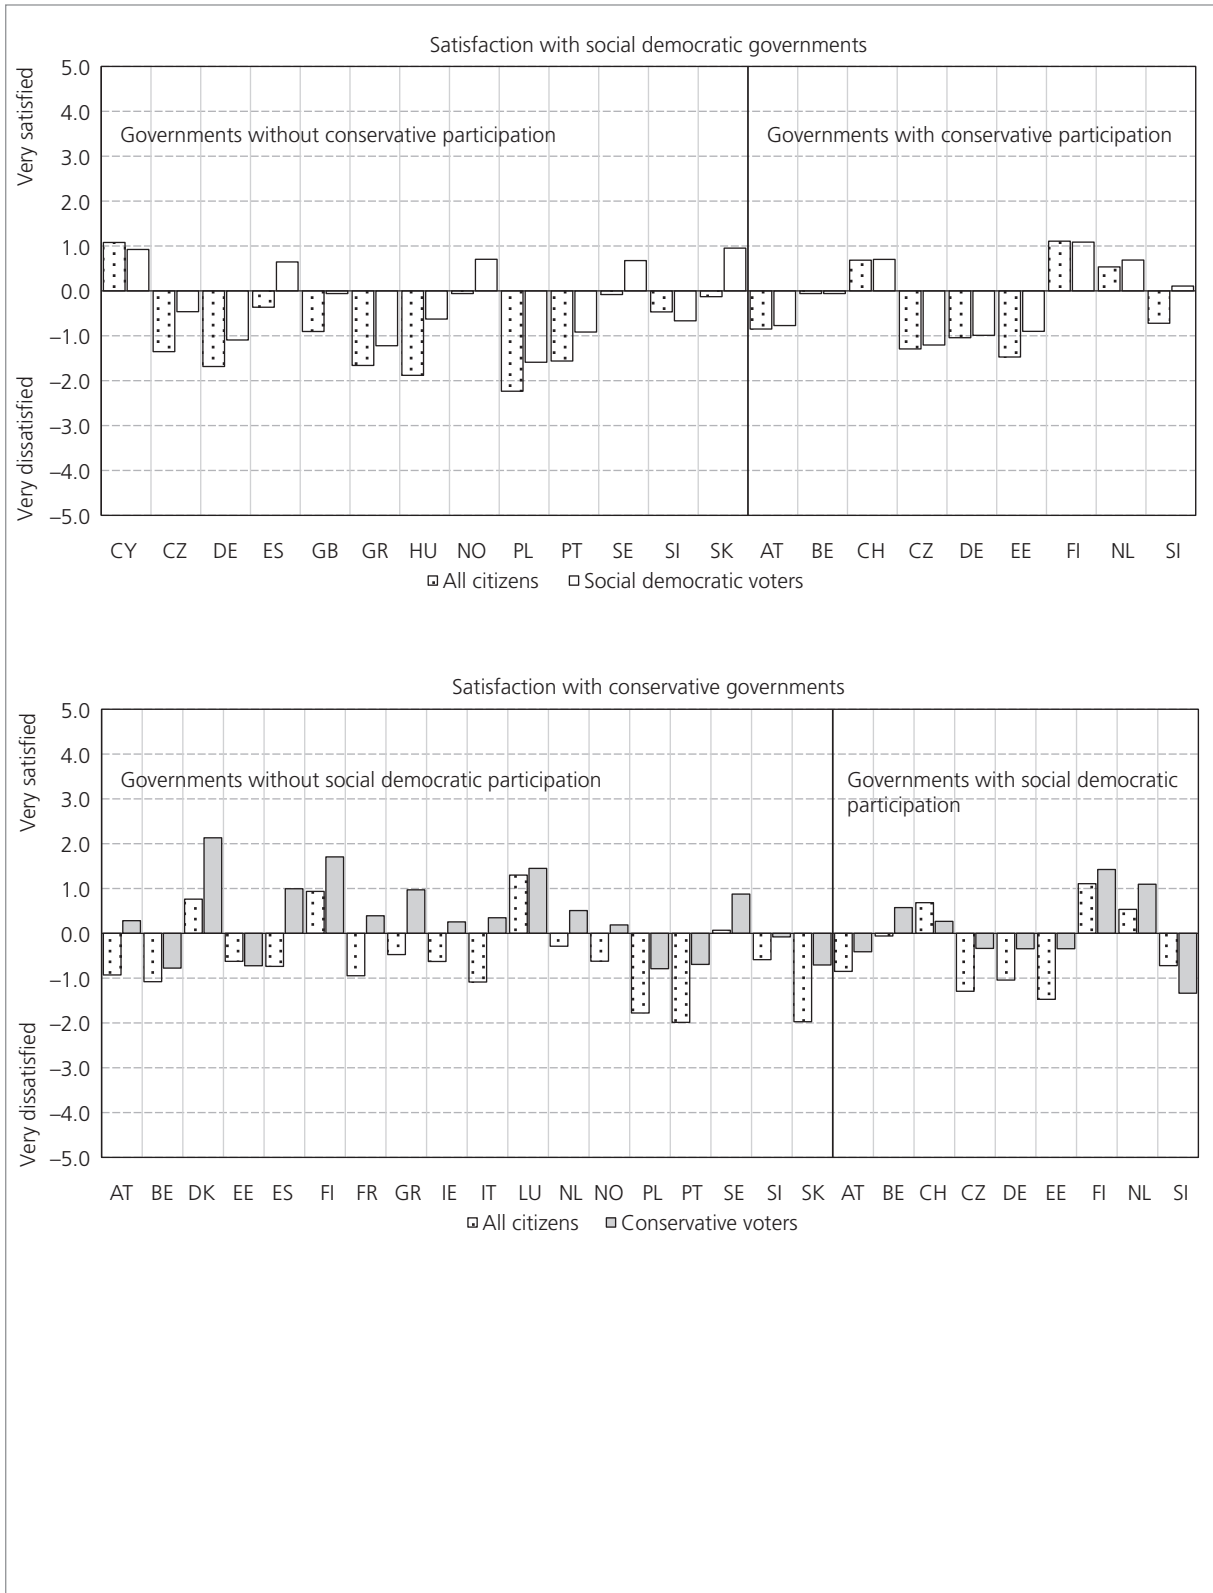 Satisfaction with social democratic governments
Very satisfied
Very dissatisfied
5.0
4.0
3.0
2.0
1.0
0.0
–1.0
–2.0
–3.0
–4.0
–5.0
Governments without conservative participation
Governments with conservative participation
CY CZ DE ES GB GR HU NO PL PT SE SI SK AT BE CH CZ DE EE FI NL SI
All citizens Social democratic voters
Satisfaction with conservative governments
Very satisfied
Very dissatisfied
5.0
4.0
3.0
2.0
1.0
0.0
–1.0
–2.0
–3.0
–4.0
–5.0
Governments without social democratic participation
Governments with social democratic
participation
AT BE DK EE ES FI FR GR IE IT LU NL NO PL PT SE SI SK AT BE CH CZ DE EE FI NL SI
All citizens Conservative voters